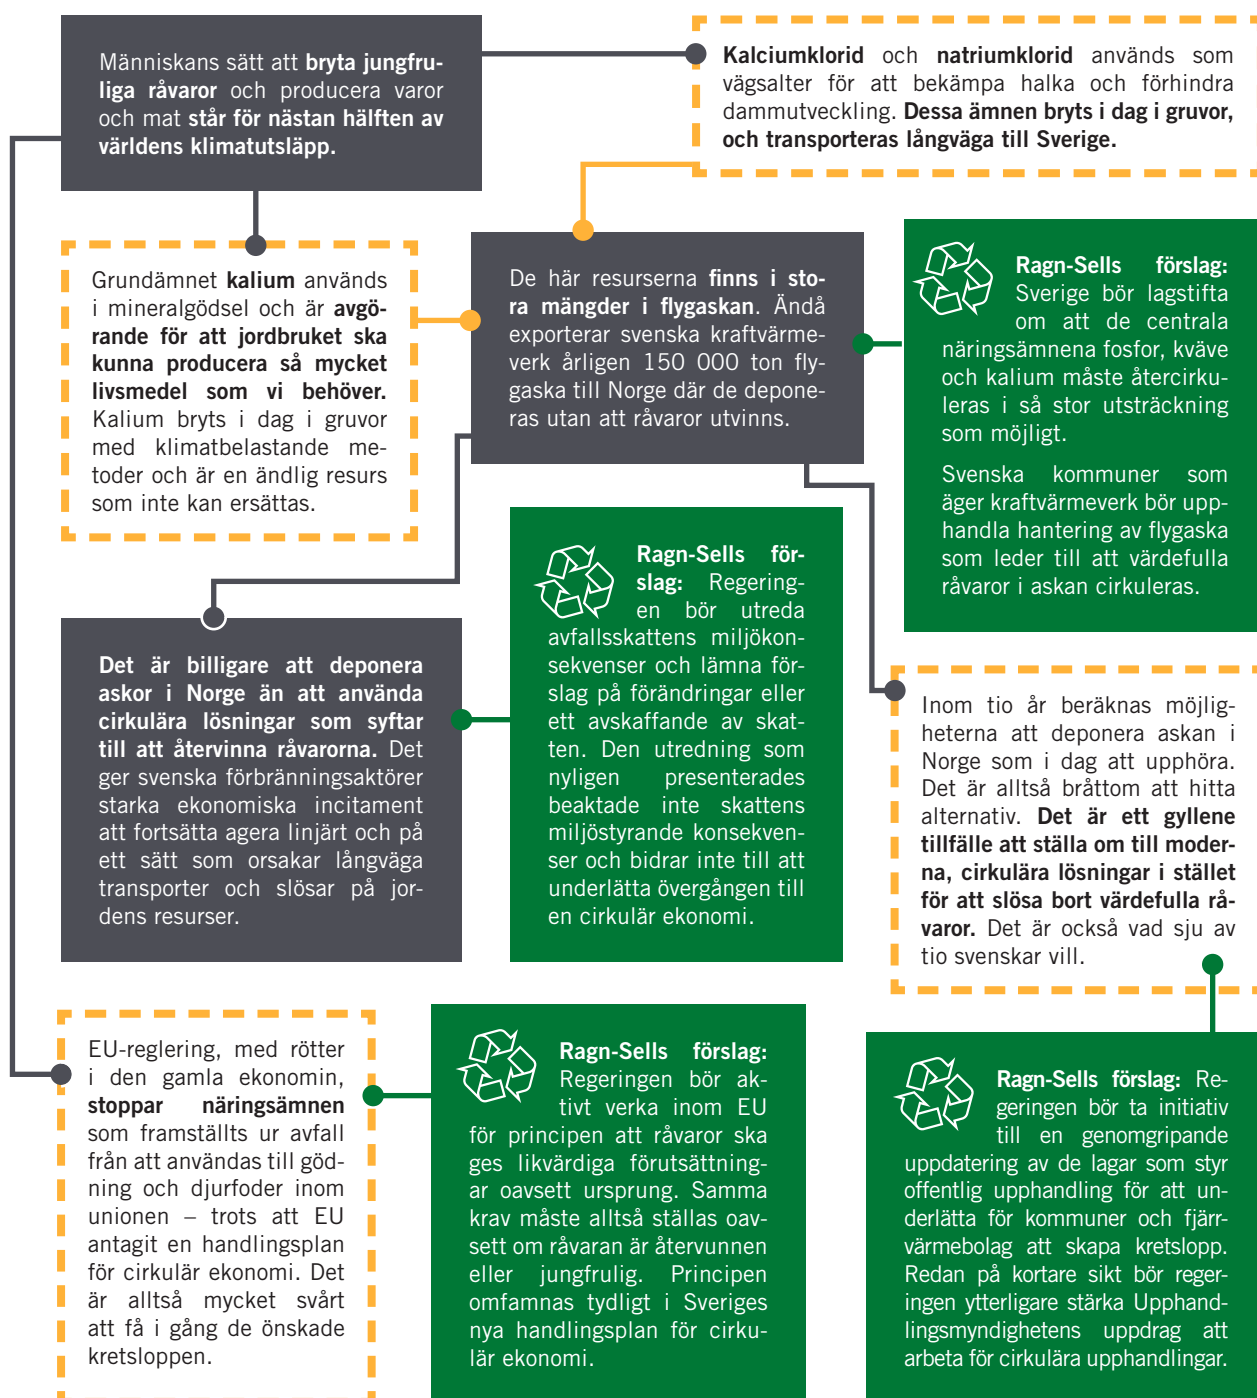 Människans sätt att bryta jungfru-
liga råvaror och producera varor
och mat står för nästan hälften av
världens klimatutsläpp.
Kalciumklorid och natriumklorid används som
vägsalter för att bekämpa halka och förhindra
dammutveckling. Dessa ämnen bryts i dag i gruvor,
och transporteras långväga till Sverige.
Grundämnet kalium används
i mineralgödsel och är avgö-
rande för att jordbruket ska
kunna producera så mycket
livsmedel som vi behöver.
Kalium bryts i dag i gruvor
med klimatbelastande me-
toder och är en ändlig resurs
som inte kan ersättas.
De här resurserna finns i sto-
ra mängder i flygaskan. Ändå
exporterar svenska kraftvärme-
verk årligen 150 000 ton fly-
gaska till Norge där de depone-
ras utan att råvaror utvinns.
Ragn-Sells förslag:
Sverige bör lagstifta
om att de centrala
näringsämnena fosfor, kväve
och kalium måste återcirku-
leras i så stor utsträckning
som möjligt.
Svenska kommuner som
äger kraftvärmeverk bör upp-
handla hantering av flygaska
som leder till att värdefulla
råvaror i askan cirkuleras.
Det är billigare att deponera
askor i Norge än att använda
cirkulära lösningar som syftar
till att återvinna råvarorna. Det
ger svenska förbränningsaktörer
starka ekonomiska incitament
att fortsätta agera linjärt och på
ett sätt som orsakar långväga
transporter och slösar på jor-
dens resurser.
Ragn-Sells för-
slag: Regering-
en bör utreda
avfallsskattens miljökon-
sekvenser och lämna för-
slag på förändringar eller
ett avskaffande av skat-
ten. Den utredning som
nyligen presenterades
beaktade inte skattens
miljöstyrande konsekven-
ser och bidrar inte till att
underlätta övergången till
en cirkulär ekonomi.
Inom tio år beräknas möjlig-
heterna att deponera askan i
Norge som i dag att upphöra.
Det är alltså bråttom att hitta
alternativ. Det är ett gyllene
tillfälle att ställa om till moder-
na, cirkulära lösningar i stället
för att slösa bort värdefulla rå-
varor. Det är också vad sju av
tio svenskar vill.
EU-reglering, med rötter
i den gamla ekonomin,
stoppar näringsämnen
som framställts ur avfall
från att användas till göd-
ning och djurfoder inom
unionen – trots att EU
antagit en handlingsplan
för cirkulär ekonomi. Det
är alltså mycket svårt
att få i gång de önskade
kretsloppen.
Ragn-Sells förslag:
Regeringen bör ak-
tivt verka inom EU
för principen att råvaror ska
ges likvärdiga förutsättning-
ar oavsett ursprung. Samma
krav måste alltså ställas oav-
sett om råvaran är återvunnen
eller jungfrulig. Principen
omfamnas tydligt i Sveriges
nya handlingsplan för cirku-
lär ekonomi.
Ragn-Sells förslag: Re-
geringen bör ta initiativ
till en genomgripande
uppdatering av de lagar som styr
offentlig upphandling för att un-
derlätta för kommuner och fjärr-
värmebolag att skapa kretslopp.
Redan på kortare sikt bör reger-
ingen ytterligare stärka Upphand-
lingsmyndighetens uppdrag att
arbeta för cirkulära upphandlingar.